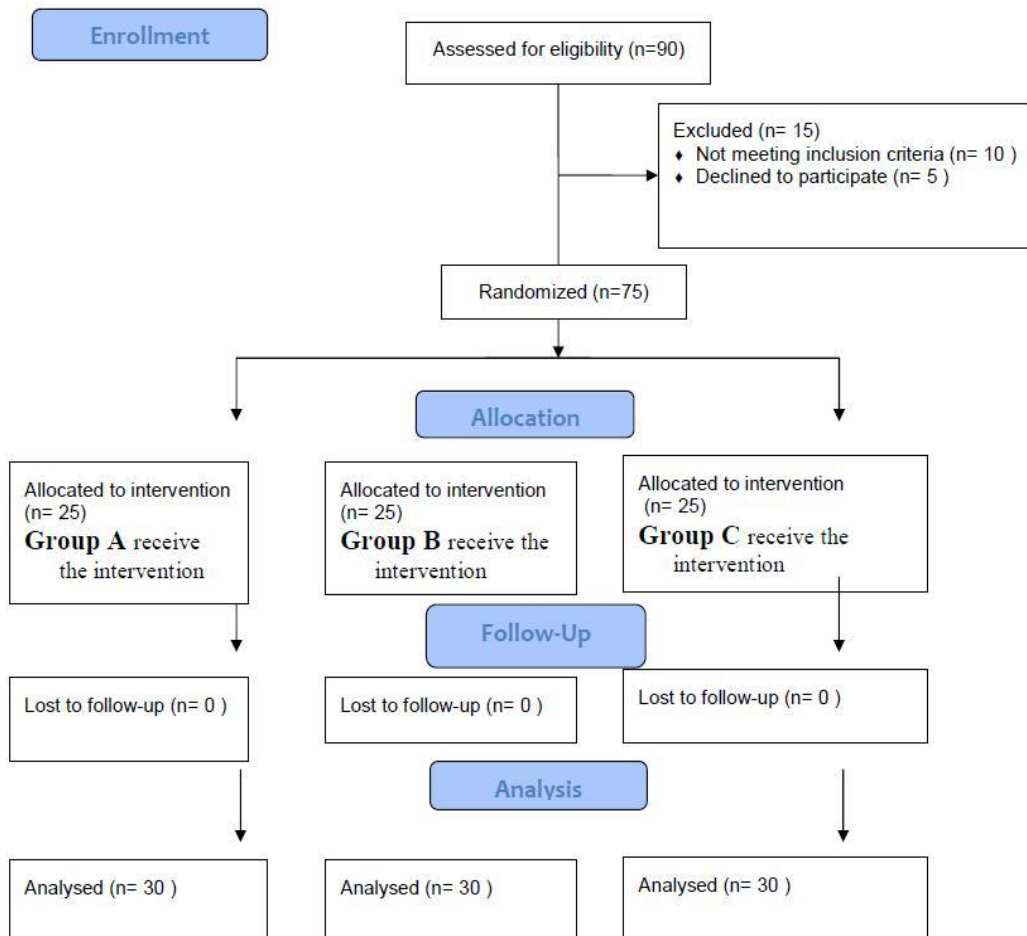 Enrollment
Assessed for eligibility (n=90)
Excluded (n= 15)
♦ Not meeting inclusion criteria (n= 10 )
♦ Declined to participate (n= 5 )
Randomized (n=75)
Allocation
Allocated to intervention
(n= 25)
Group A receive
the intervention
Allocated to intervention
(n= 25)
Group B receive the
intervention
Allocated to intervention
(n= 25)
Group C receive the
intervention
Follow-Up
Lost to follow-up (n= 0 )
Lost to follow-up (n= 0 )
Lost to follow-up (n= 0 )
Analysis
Analysed (n= 30 )
Analysed (n= 30 )
Analysed (n= 30 )